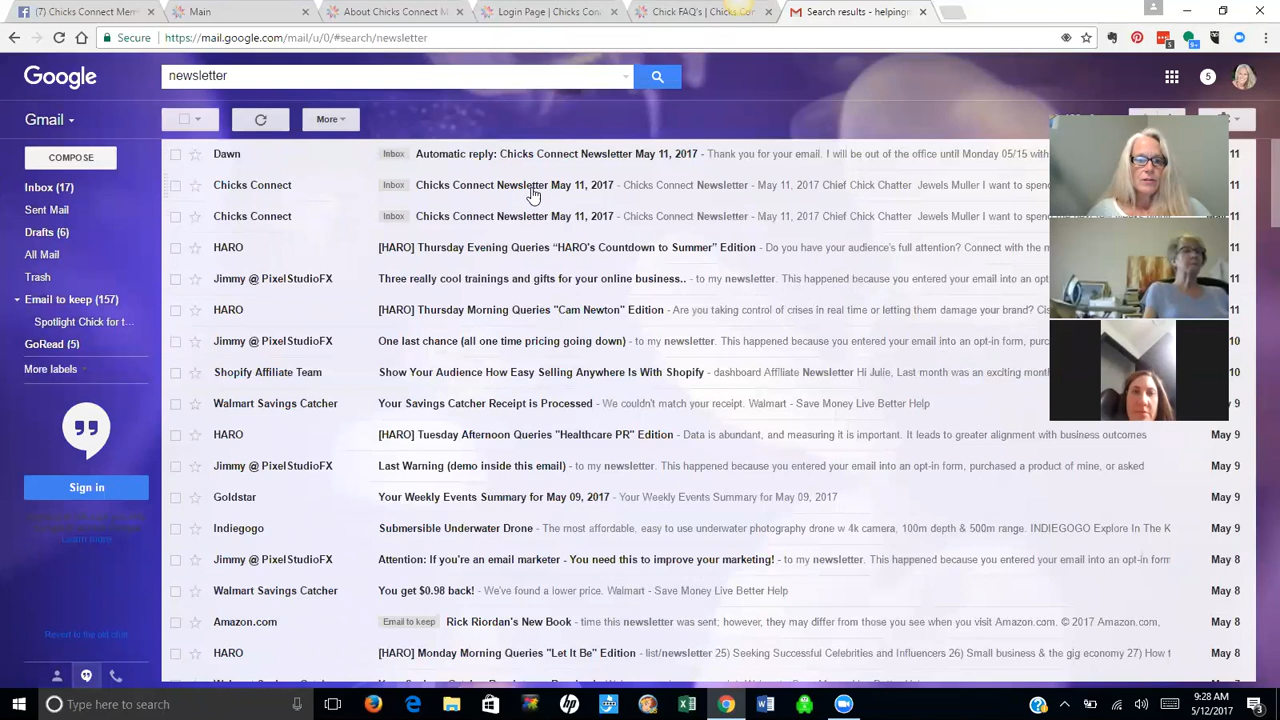 (7) Chicks Connect Mem
Main
About Chicks Connect M
Login Page | Chicks Con
Chick FAQ's | Chicks Co
Search results - helping
Secure
https://mail.google.com/mail/u/0/#search/newsletter
5
9+
Google
newsletter
5
Gmail
More
COMPOSE
Inbox (17)
Sent Mail
Drafts (6)
All Mail
Trash
Email to keep (157)
Spotlight Chick for t...
GoRead (5)
More labels
Sign in
Learn more
Revert to the old chat
Dawn Inbox Automatic reply: Chicks Connect Newsletter May 11, 2017 - Thank you for your email. I will be out of the office until Monday 05/15 with 11
Chicks Connect Inbox Chicks Connect Newsletter May 11, 2017 - Chicks Connect Newsletter - May 11, 2017 Chief Chick Chatter Jewels Muller I want to spend 11
Chicks Connect Inbox Chicks Connect Newsletter May 11, 2017 - Chicks Connect Newsletter - May 11, 2017 Chief Chick Chatter Jewels Muller I want to spend 11
HARO [HARO] Thursday Evening Queries “HARO's Countdown to Summer” Edition - Do you have your audience's full attention? Connect with the 11
Jimmy @ PixelStudioFX Three really cool trainings and gifts for your online business.. - to my newsletter. This happened because you entered your email into an opt 11
HARO [HARO] Thursday Morning Queries "Cam Newton" Edition - Are you taking control of crises in real time or letting them damage your brand? 11
Jimmy @ PixelStudioFX One last chance (all one time pricing going down) - to my newsletter. This happened because you entered your email into an opt-in form, 10
Shopify Affiliate Team Show Your Audience How Easy Selling Anywhere Is With Shopify - dashboard Affiliate Newsletter Hi Julie, Last month was an exciting month 10
Walmart Savings Catcher Your Savings Catcher Receipt is Processed - We couldn't match your receipt. Walmart - Save Money Live Better Help 9
HARO [HARO] Tuesday Afternoon Queries "Healthcare PR" Edition - Data is abundant, and measuring it is important. It leads to greater alignment with business outcomes May 9
Jimmy @ PixelStudioFX Last Warning (demo inside this email) - to my newsletter. This happened because you entered your email into an opt-in form, purchased a product of mine, or asked May 9
Goldstar Your Weekly Events Summary for May 09, 2017 - Your Weekly Events Summary for May 09, 2017 May 9
Indiegogo Submersible Underwater Drone - The most affordable, easy to use underwater photography drone w 4k camera, 100m depth & 500m range. INDIEGOGO Explore In The K May 8
Jimmy @ PixelStudioFX Attention: If you're an email marketer - You need this to improve your marketing! - to my newsletter. This happened because you entered your email into an opt-in form May 8
Walmart Savings Catcher You get $0.98 back! - We've found a lower price. Walmart - Save Money Live Better Help May 8
Amazon.com Email to keep Rick Riordan's New Book - time this newsletter was sent; however, they may differ from those you see when you visit Amazon.com. © 2017 Amazon.com, May 8
HARO [HARO] Monday Morning Queries "Let It Be" Edition - list/newsletter 25) Seeking Successful Celebrities and Influencers 26) Small business & the gig economy 27) How t May 8
Type here to search
9:28 AM
5/12/2017
3